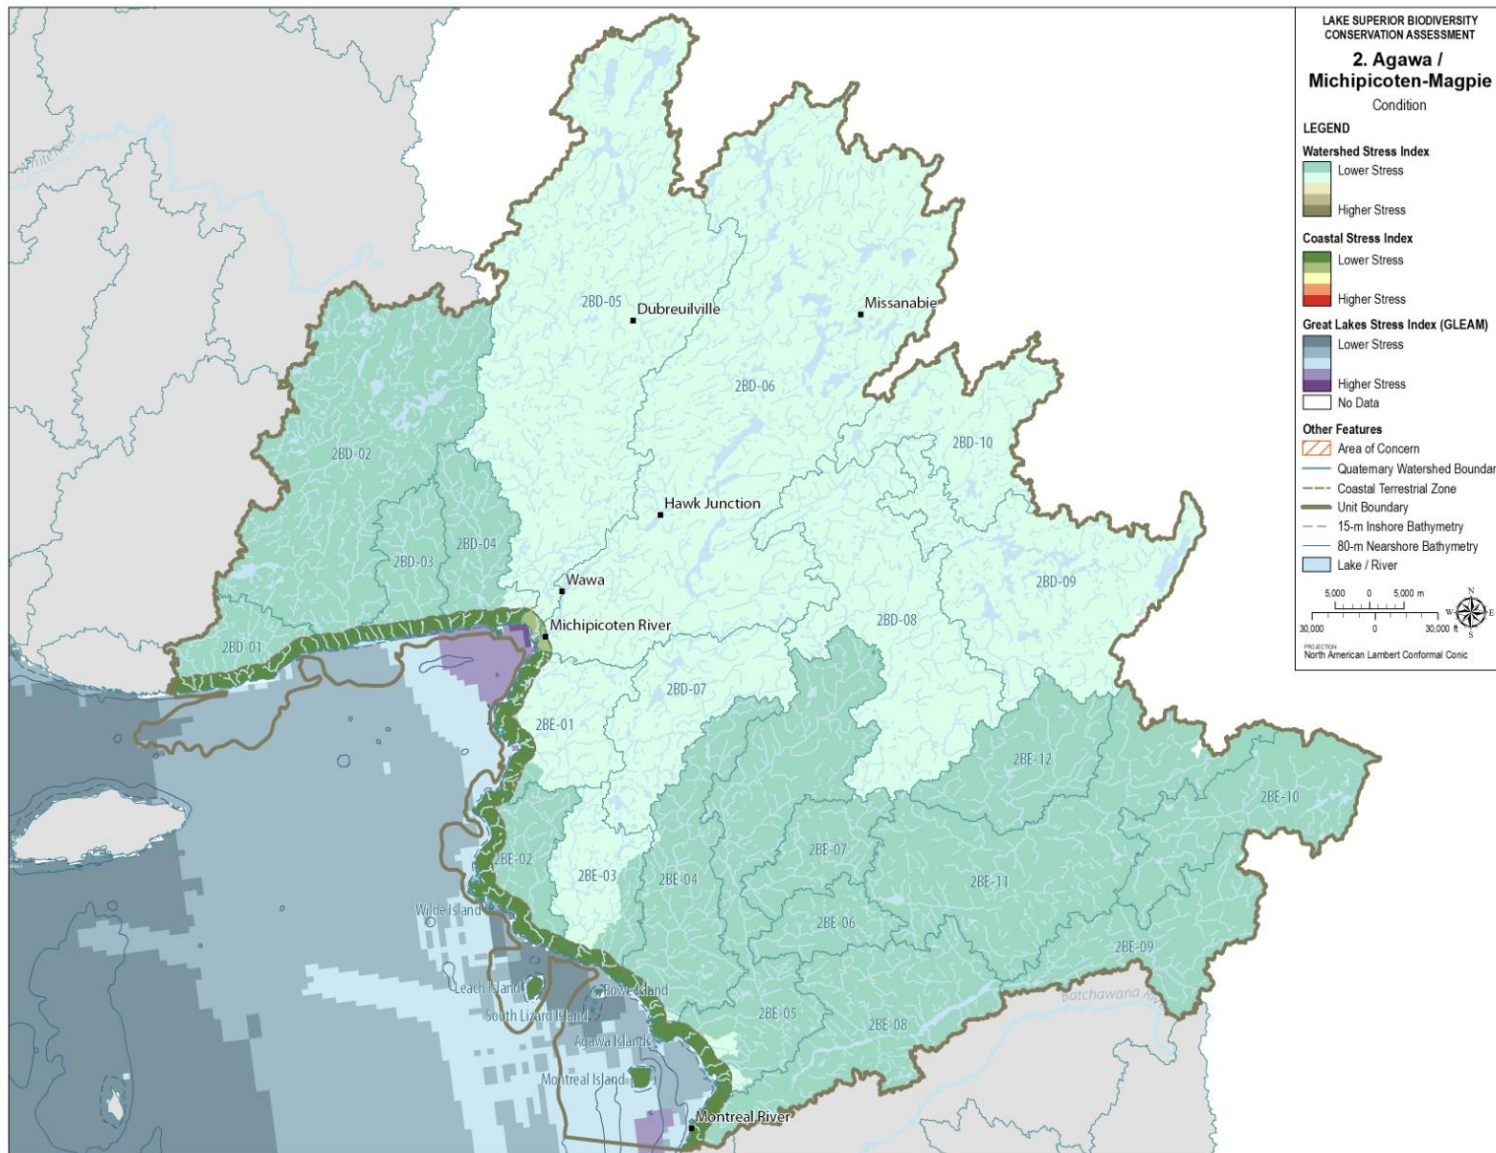 LAKE SUPERIOR BIODIVERSITY
CONSERVATION ASSESSMENT
2. Agawa /
Michipicoten-Magpie
Condition
LEGEND
Watershed Stress Index
Lower Stress
Higher Stress
Coastal Stress Index
Lower Stress
Higher Stress
Great Lakes Stress Index (GLEAM)
Lower Stress
Higher Stress
No Data
Other Features
Area of Concern
Quaternary Watershed Boundar
Coastal Terrestrial Zone
Unit Boundary
15-m Inshore Bathymetry
80-m Nearshore Bathymetry
Lake / River
5,000 0 5,000 m
30,000 0 30,000 ft
N
W
E
S
PROJECTION
North American Lambert Conformal Conic
2BD-05
Dubreuilville
Missanabie
2BD-06
2BD-02
2BD-10
Hawk Junction
2BD-03
2BD-04
Wawa
2BD-09
2BD-08
Michipicoten River
2BD-01
2BD-07
2BE-01
2BE-12
2BE-10
2BE-02
2BE-07
2BE-03
2BE-04
2BE-11
Wilde Island
2BE-06
2BE-09
Leach Island
Rowe Island
Batchawana
South Lizard Island
2BE-05
2BE-08
Agawa Islands
Montreal Island
Montreal River